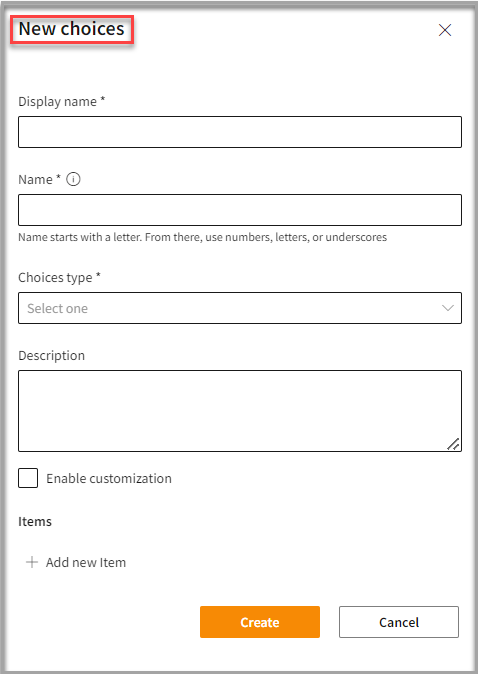 New choices
Display name *
Name *
Name starts with a letter. From there, use numbers, letters, or underscores
Choices type *
Select one
Description
Enable customization
Items
+ Add new Item
Create
Cancel